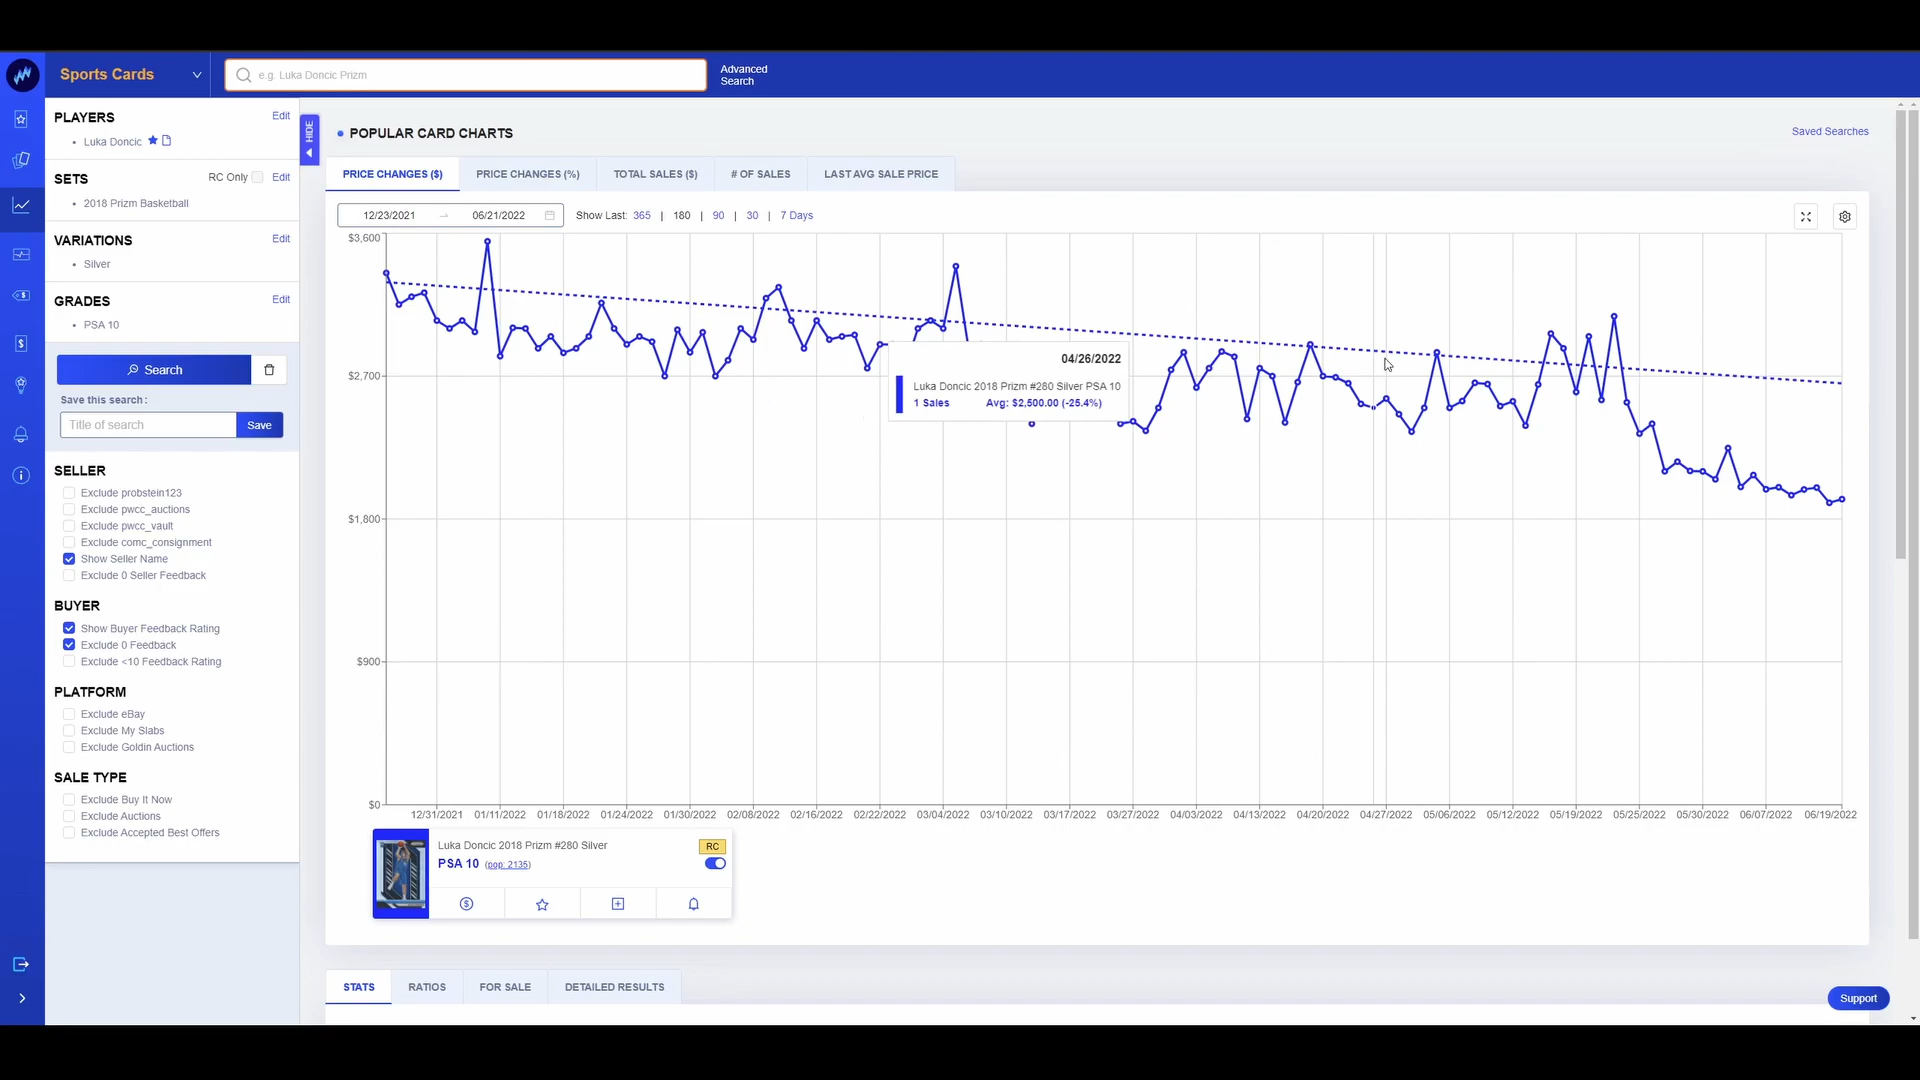 Sports Cards
e.g. Luka Doncic Prizm
Advanced
Search
PLAYERS
Edit
• Luka Doncic
SETS
RC Only
Edit
• 2018 Prizm Basketball
VARIATIONS
Edit
• Silver
GRADES
Edit
• PSA 10
Search
Save this search:
Title of search
Save
SELLER
Exclude probstein123
Exclude pwcc_auctions
Exclude pwcc_vault
Exclude comc_consignment
Show Seller Name
Exclude 0 Seller Feedback
BUYER
Show Buyer Feedback Rating
Exclude 0 Feedback
Exclude <10 Feedback Rating
PLATFORM
Exclude eBay
Exclude My Slabs
Exclude Goldin Auctions
SALE TYPE
Exclude Buy It Now
Exclude Auctions
Exclude Accepted Best Offers
HIDE
• POPULAR CARD CHARTS
Saved Searches
PRICE CHANGES ($)
PRICE CHANGES (%)
TOTAL SALES ($)
# OF SALES
LAST AVG SALE PRICE
12/23/2021 → 06/21/2022
Show Last: 365 | 180 | 90 | 30 | 7 Days
$3,600
$2,700
$1,800
$900
$0
04/26/2022
Luka Doncic 2018 Prizm #280 Silver PSA 10
1 Sales Avg: $2,500.00 (-25.4%)
12/31/2021 01/11/2022 01/18/2022 01/24/2022 01/30/2022 02/08/2022 02/16/2022 02/22/2022 03/04/2022 03/10/2022 03/17/2022 03/27/2022 04/03/2022 04/13/2022 04/20/2022 04/27/2022 05/06/2022 05/12/2022 05/19/2022 05/25/2022 05/30/2022 06/07/2022 06/19/2022
Luka Doncic 2018 Prizm #280 Silver
RC
PSA 10 (pop: 2135)
STATS
RATIOS
FOR SALE
DETAILED RESULTS
Support